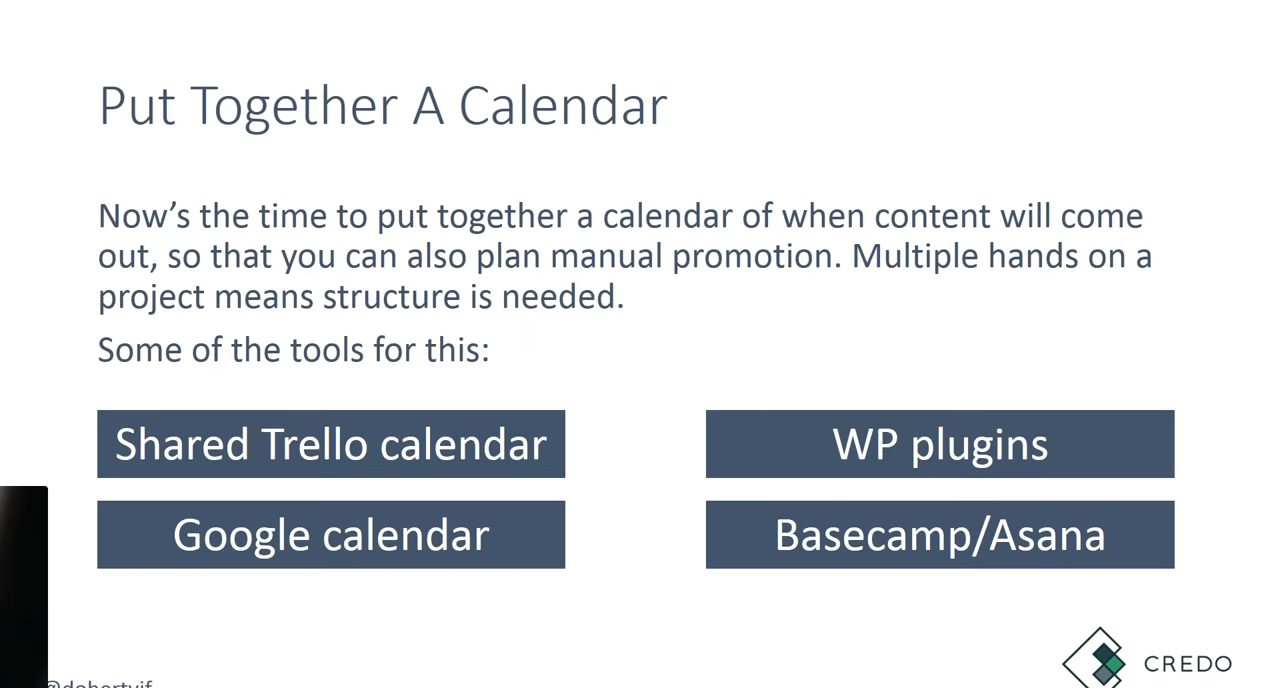 Put Together A Calendar
Now's the time to put together a calendar of when content will come
out, so that you can also plan manual promotion. Multiple hands on a
project means structure is needed.
Some of the tools for this:
Shared Trello calendar
WP plugins
Google calendar
Basecamp/Asana
CREDO